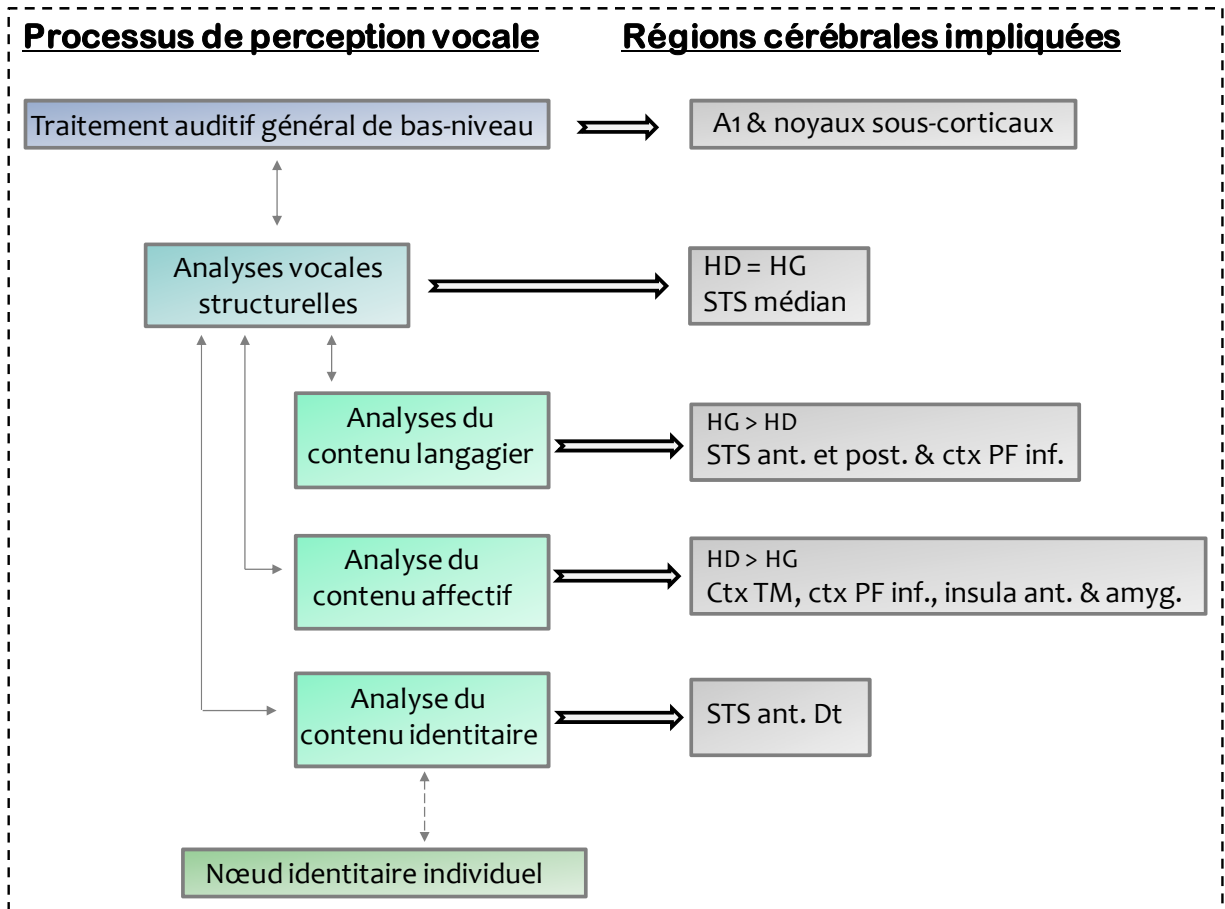 Processus de perception vocale
Régions cérébrales impliquées
Traitement auditif général de bas-niveau
A1 & noyaux sous-corticaux
Analyses vocales
structurelles
HD = HG
STS médian
Analyses du
contenu langagier
HG > HD
STS ant. et post. & ctx PF inf.
Analyse du
contenu affectif
HD > HG
Ctx TM, ctx PF inf., insula ant. & amyg.
Analyse du
contenu identitaire
STS ant. Dt
Nœud identitaire individuel